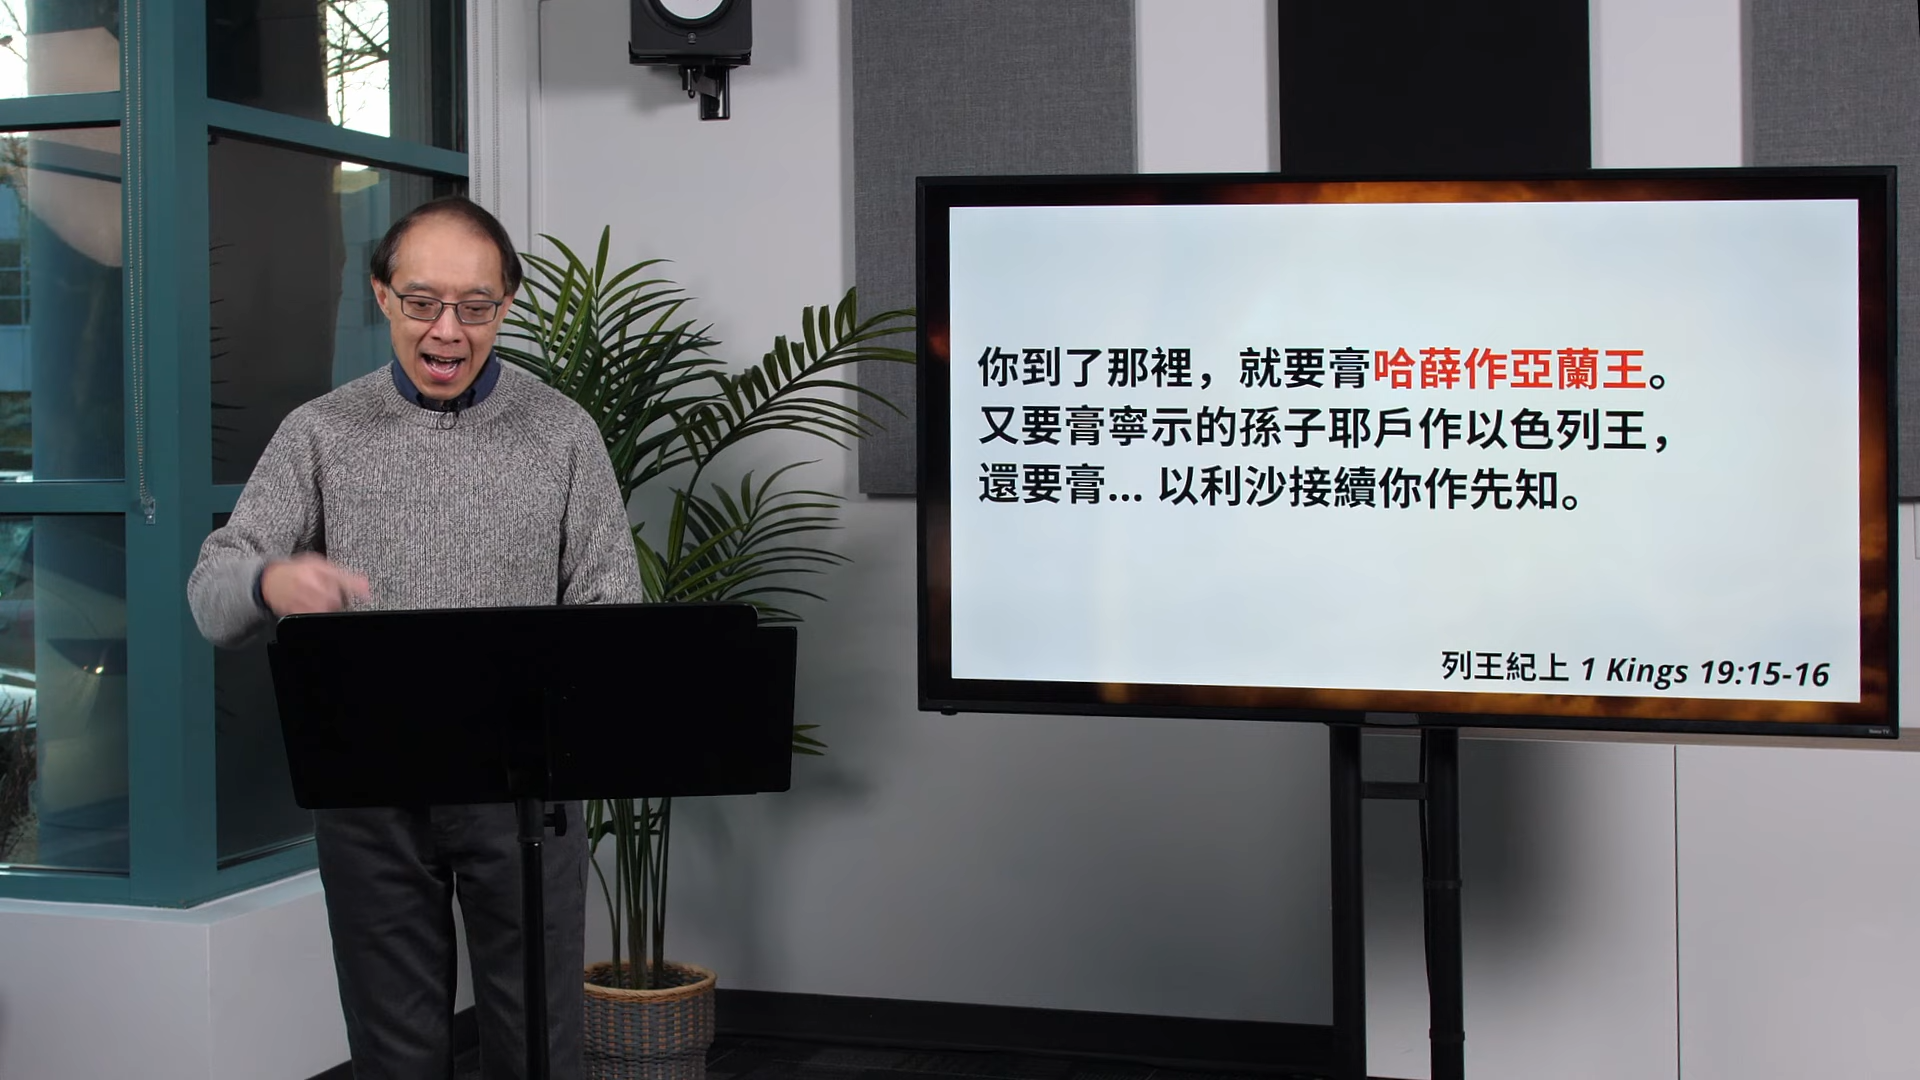 你到了那裡，就要膏哈薛作亞蘭王。
又要膏寧示的孫子耶戶作以色列王，
還要膏... 以利沙接續你作先知。
列王紀上 1 Kings 19:15-16